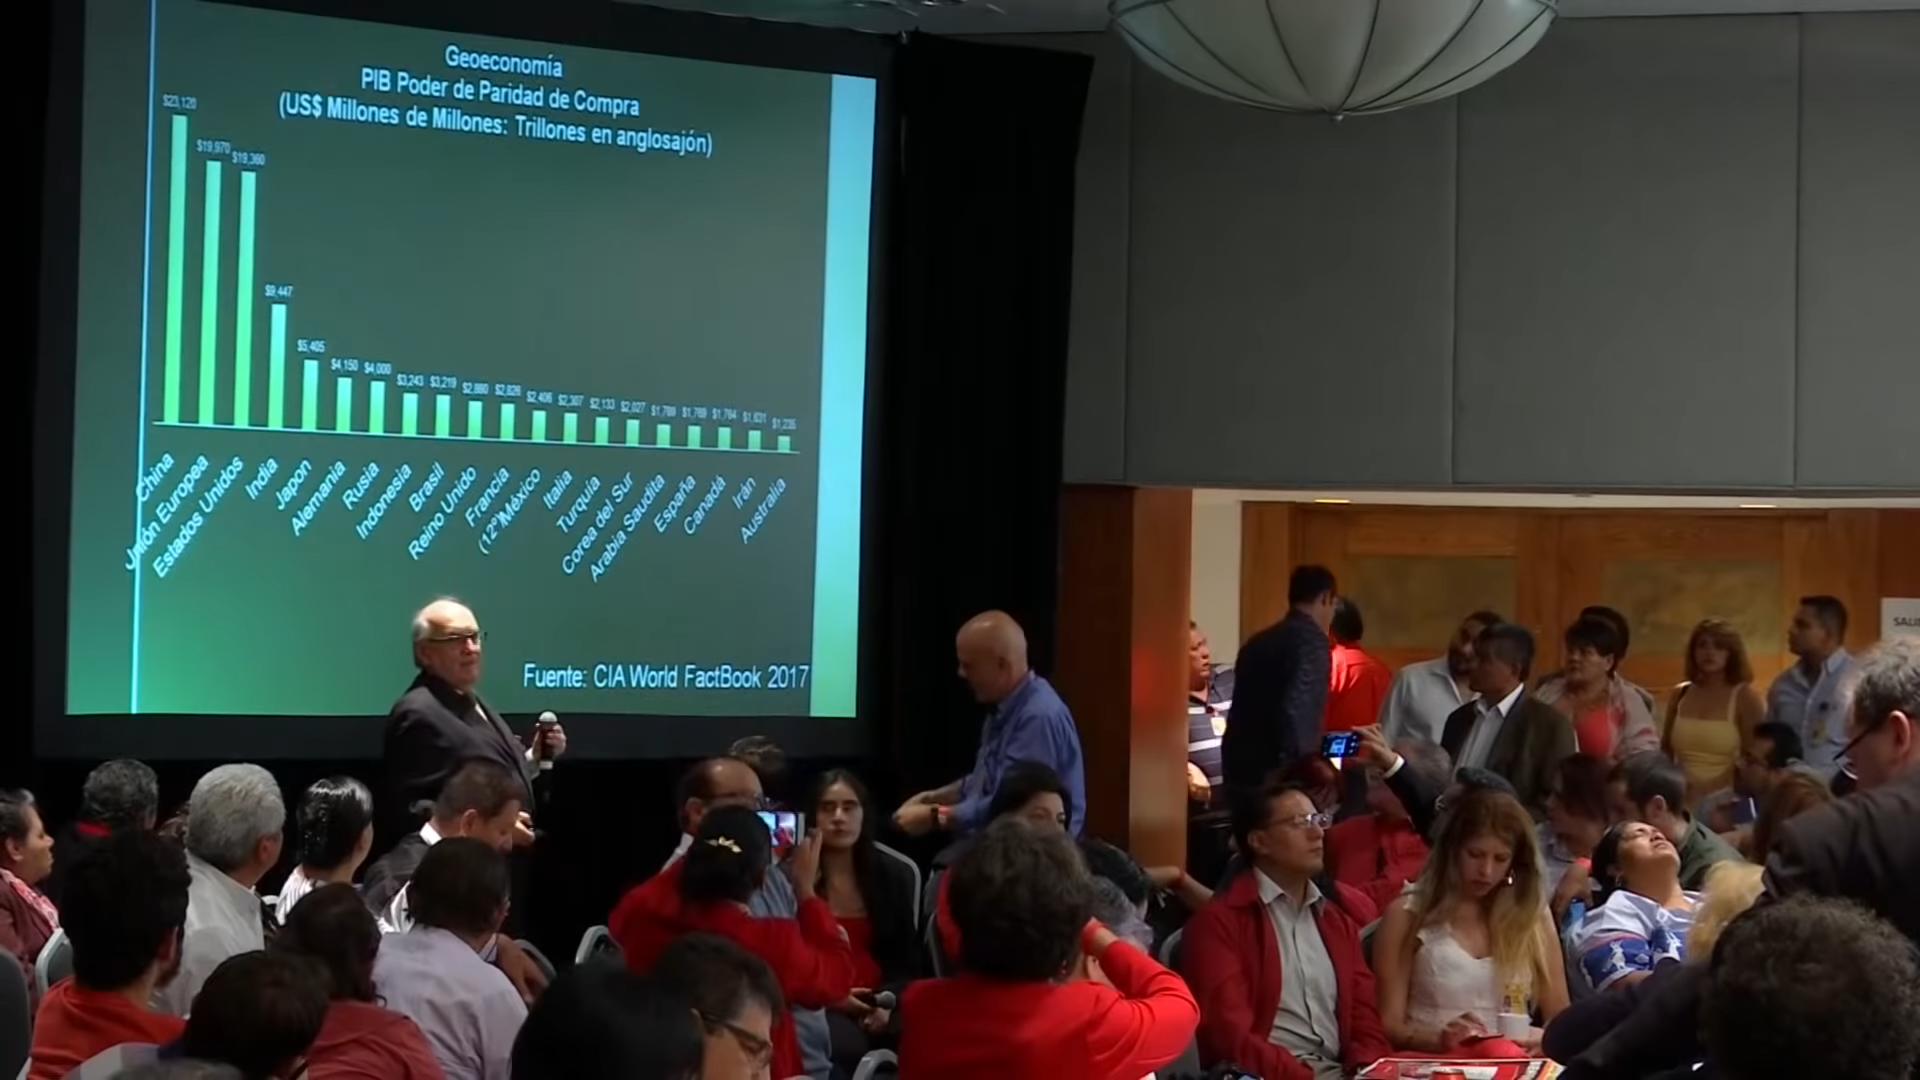 Geoeconomía
PIB Poder de Paridad de Compra
(US$ Millones de Millones: Trillones en anglosajón)
$23,120
$19,970
$19,360
$9,447
$5,405
$4,150
$4,000
$3,243
$3,219
$2,880
$2,826
$2,406
$2,307
$2,133
$2,027
$1,789
$1,769
$1,764
$1,631
$1,235
China
Unión Europea
Estados Unidos
India
Japon
Alemania
Rusia
Indonesia
Brasil
Reino Unido
Francia
(12º)México
Italia
Turquía
Corea del Sur
Arabia Saudita
España
Canadá
Irán
Australia
Fuente: CIA World FactBook 2017